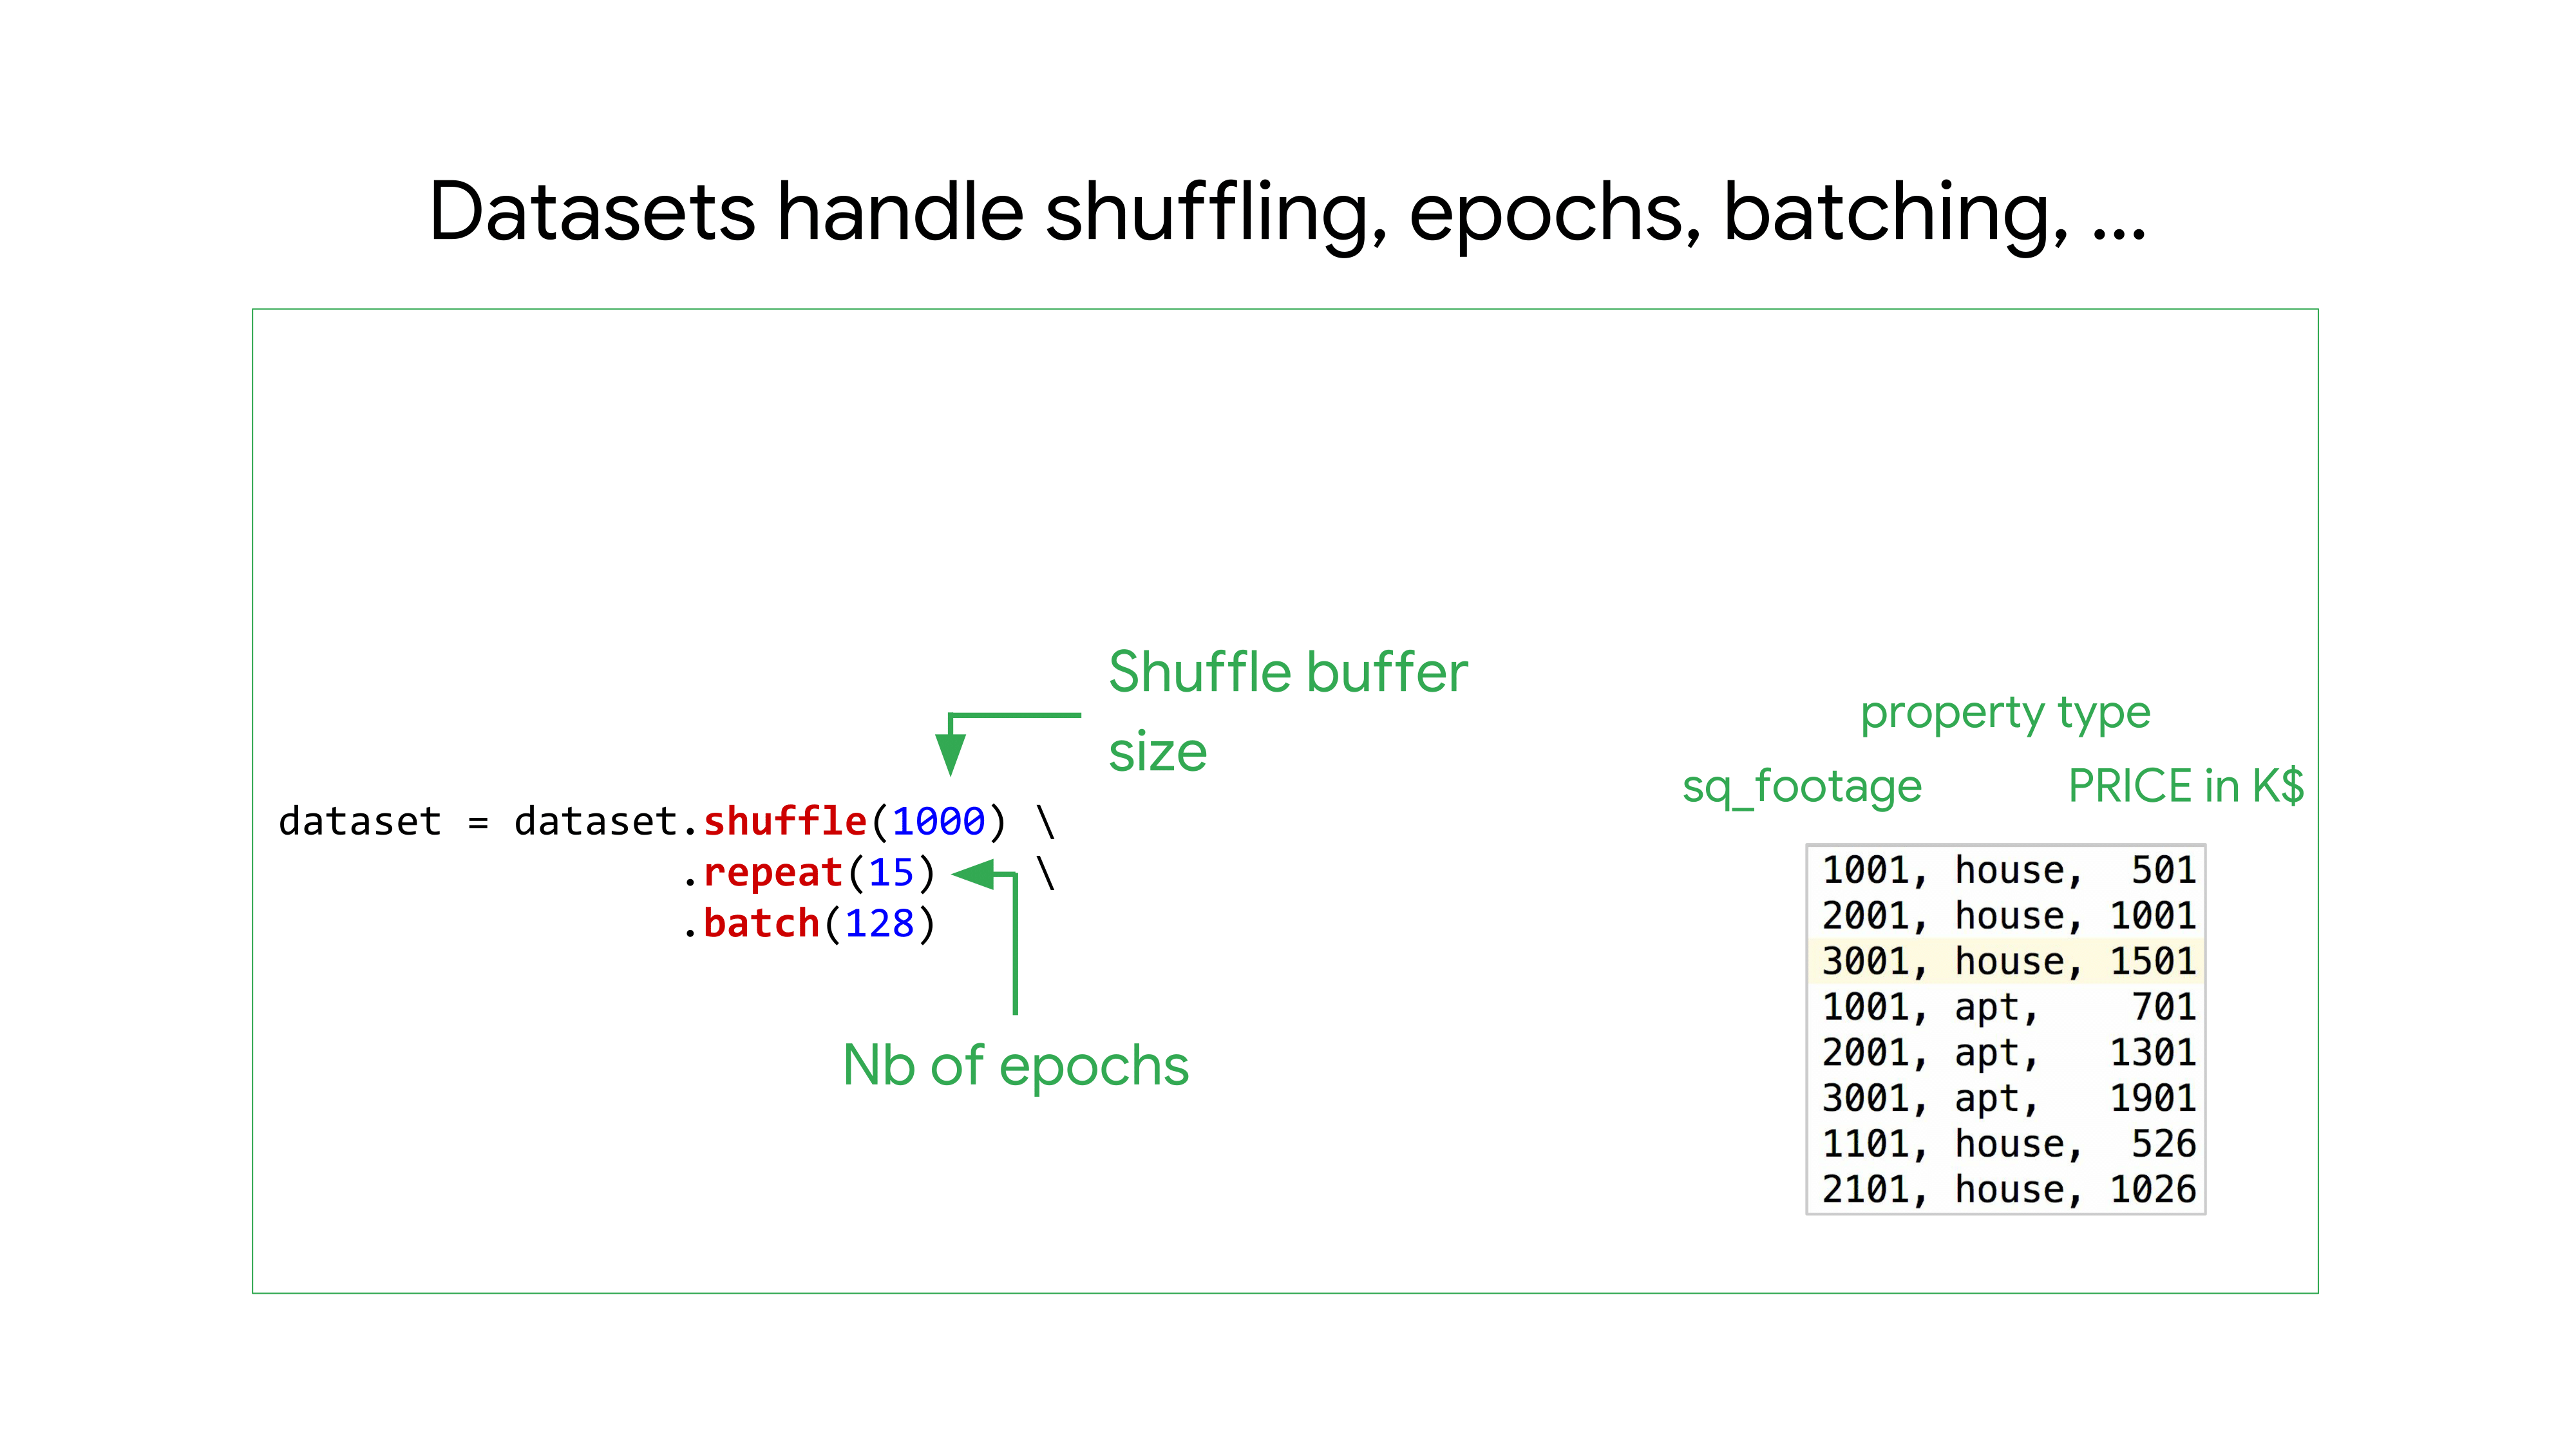 Datasets handle shuffling, epochs, batching, ...
Shuffle buffer
size
dataset = dataset.shuffle(1000) \
.repeat(15) \
.batch(128)
Nb of epochs
property type
sq_footage PRICE in K$
1001, house, 501
2001, house, 1001
3001, house, 1501
1001, apt, 701
2001, apt, 1301
3001, apt, 1901
1101, house, 526
2101, house, 1026